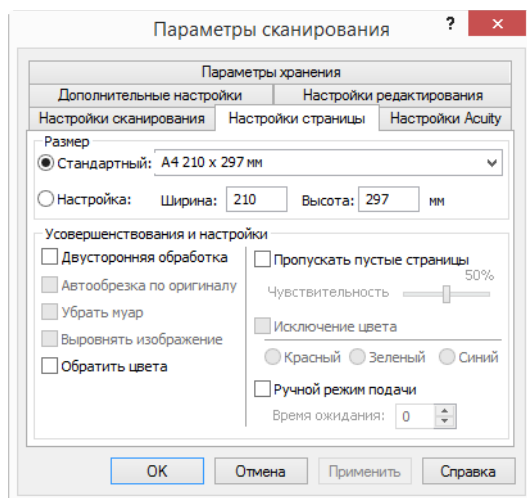 Параметры сканирования ? ×
Параметры хранения
Дополнительные настройки Настройки редактирования
Настройки сканирования Настройки страницы Настройки Acuity
Размер
Стандартный: A4 210 x 297 мм
Настройка: Ширина: 210 Высота: 297 мм
Усовершенствования и настройки
Двусторонняя обработка
Автообрезка по оригиналу
Убрать муар
Выровнять изображение
Обратить цвета
Пропускать пустые страницы
50%
Чувствительность
Исключение цвета
Красный Зеленый Синий
Ручной режим подачи
Время ожидания: 0
OK Отмена Применить Справка